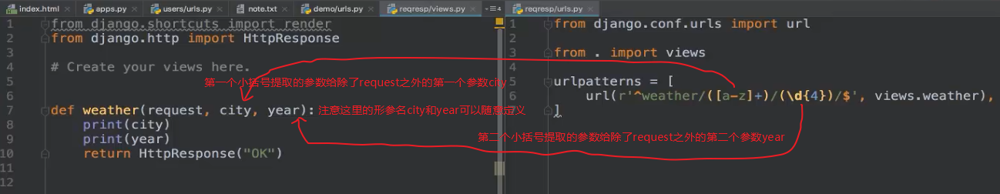 index.html apps.py users/urls.py note.txt demo/urls.py reqresp/views.py 4 reqresp/urls.py
1 from django.shortcuts import render
2 from django.http import HttpResponse
3
4 # Create your views here.
5 第一个小括号提取的参数给除了request之外的第一个参数city
6
7 def weather(request, city, year): 注意这里的形参名city和year可以随意定义
8 print(city)
9 print(year)
10 return HttpResponse("OK")
11
12
1 from django.conf.urls import url
2
3 from . import views
4
5 urlpatterns = [
6 url(r'^weather/([a-z]+)/(\d{4})/$', views.weather),
7 ]
第二个小括号提取的参数给除了request之外的第二个参数year